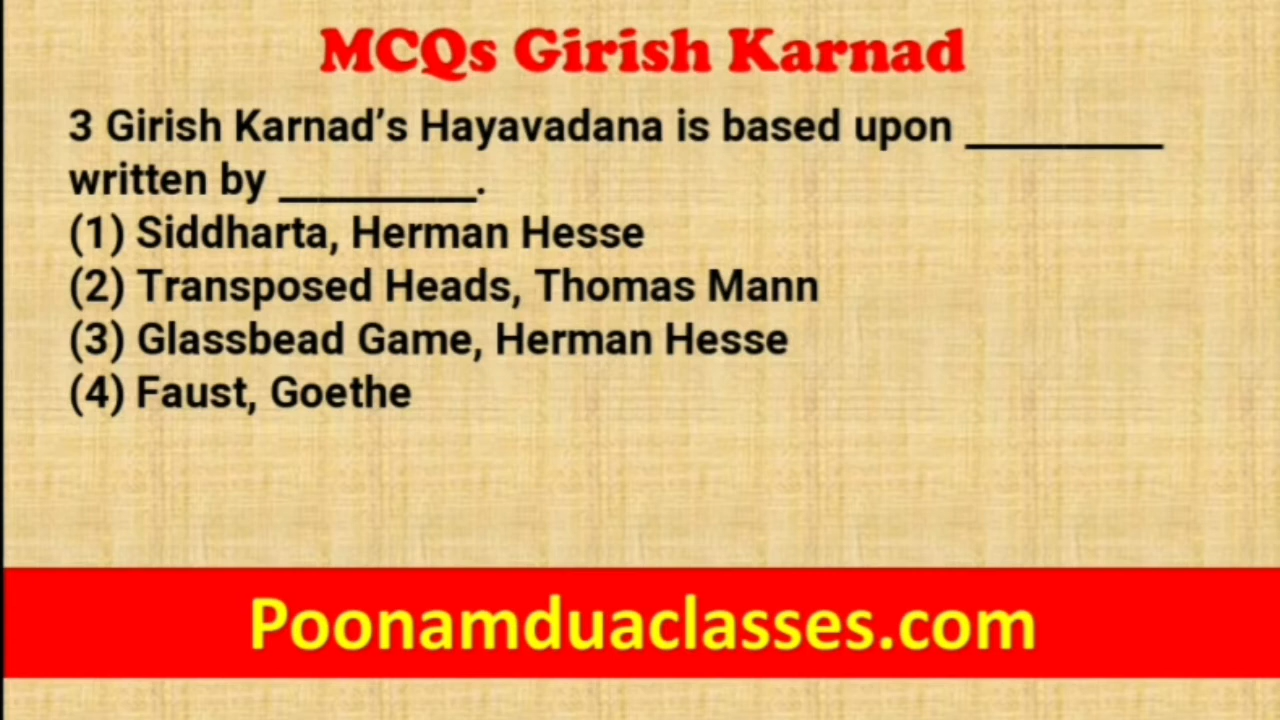 MCQs Girish Karnad
3 Girish Karnad’s Hayavadana is based upon _________
written by _________.
(1) Siddharta, Herman Hesse
(2) Transposed Heads, Thomas Mann
(3) Glassbead Game, Herman Hesse
(4) Faust, Goethe
Poonamduaclasses.com